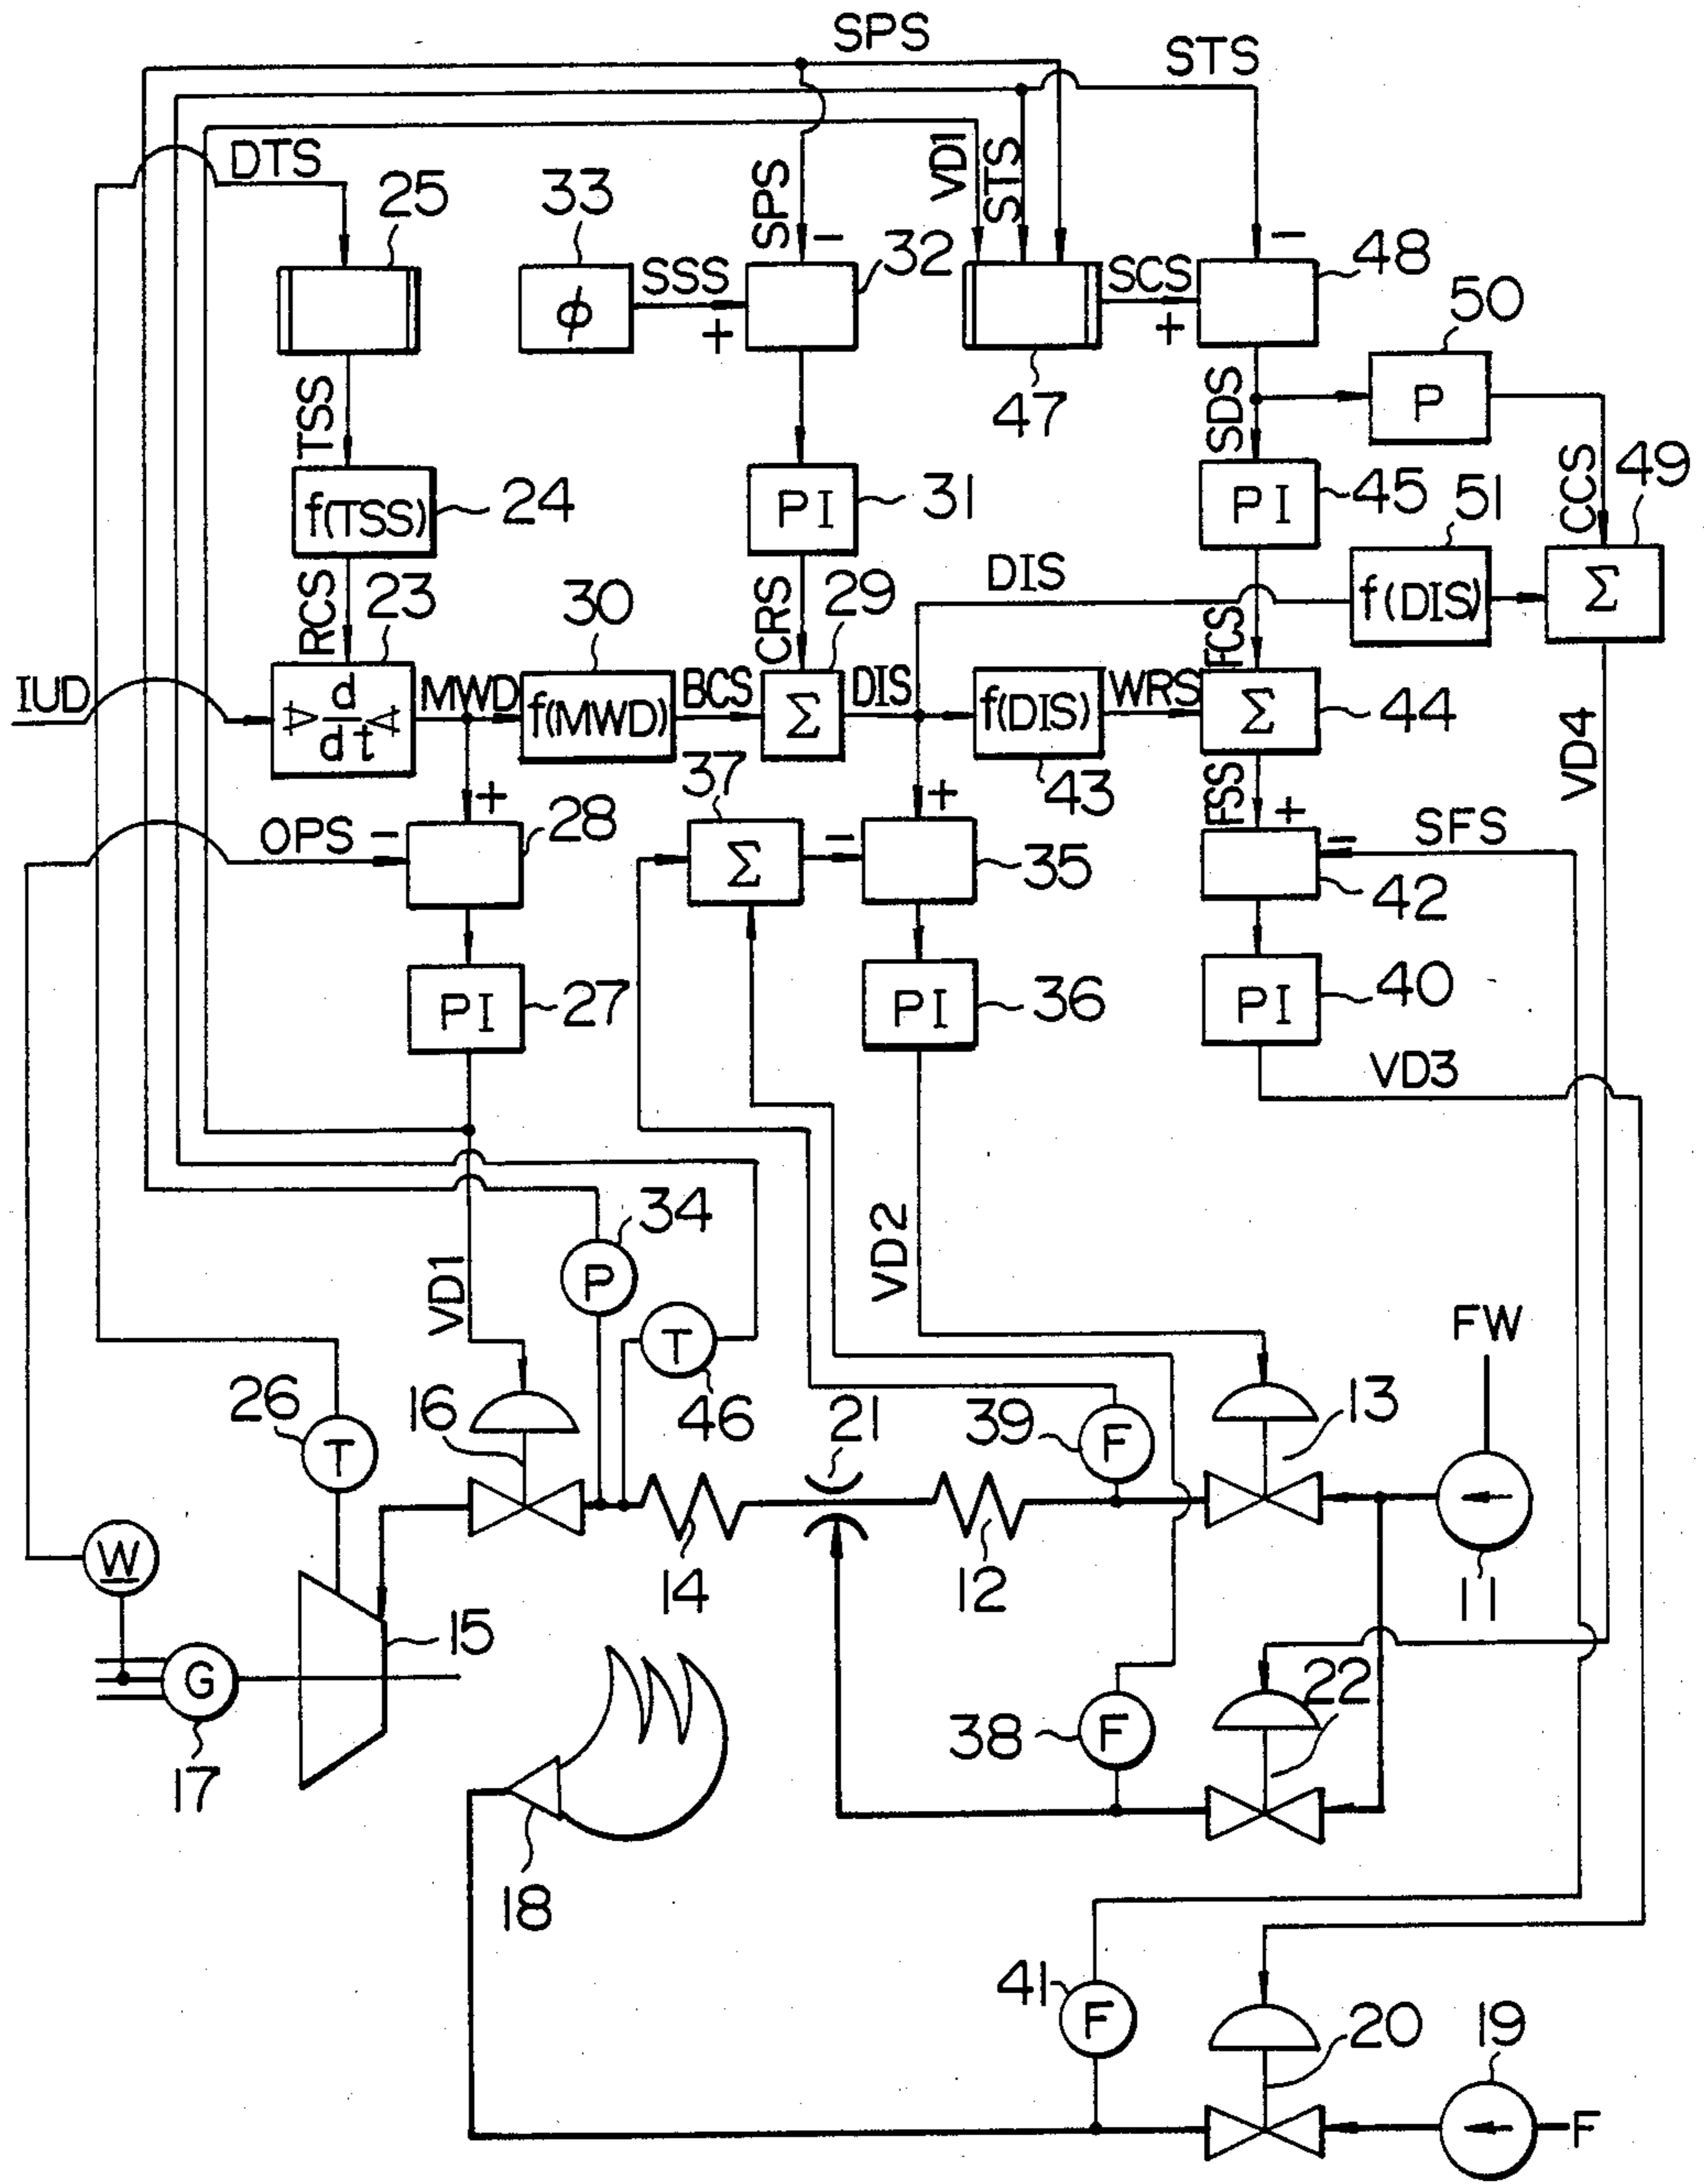 SPS
STS
DTS
25
33
SPS
−
32
VD1
STS
−
48
φ
SSS
+
SCS
+
50
47
TSS
SDS
P
f(TSS)
24
PI
31
PI
45
51
CCS
49
RCS
23
30
CRS
29
DIS
FCS
f(DIS)
Σ
IUD
d/dt
MWD
f(MWD)
BCS
Σ
DIS
f(DIS)
WRS
Σ
44
VD4
37
43
FSS
+
OPS
−
+
28
Σ
−
+
35
−
SFS
42
PI
27
PI
36
PI
40
VD3
34
P
VD1
VD2
T
46
FW
26
T
16
21
39
F
13
W
14
12
11
15
G
17
18
38
F
22
41
F
20
19
F